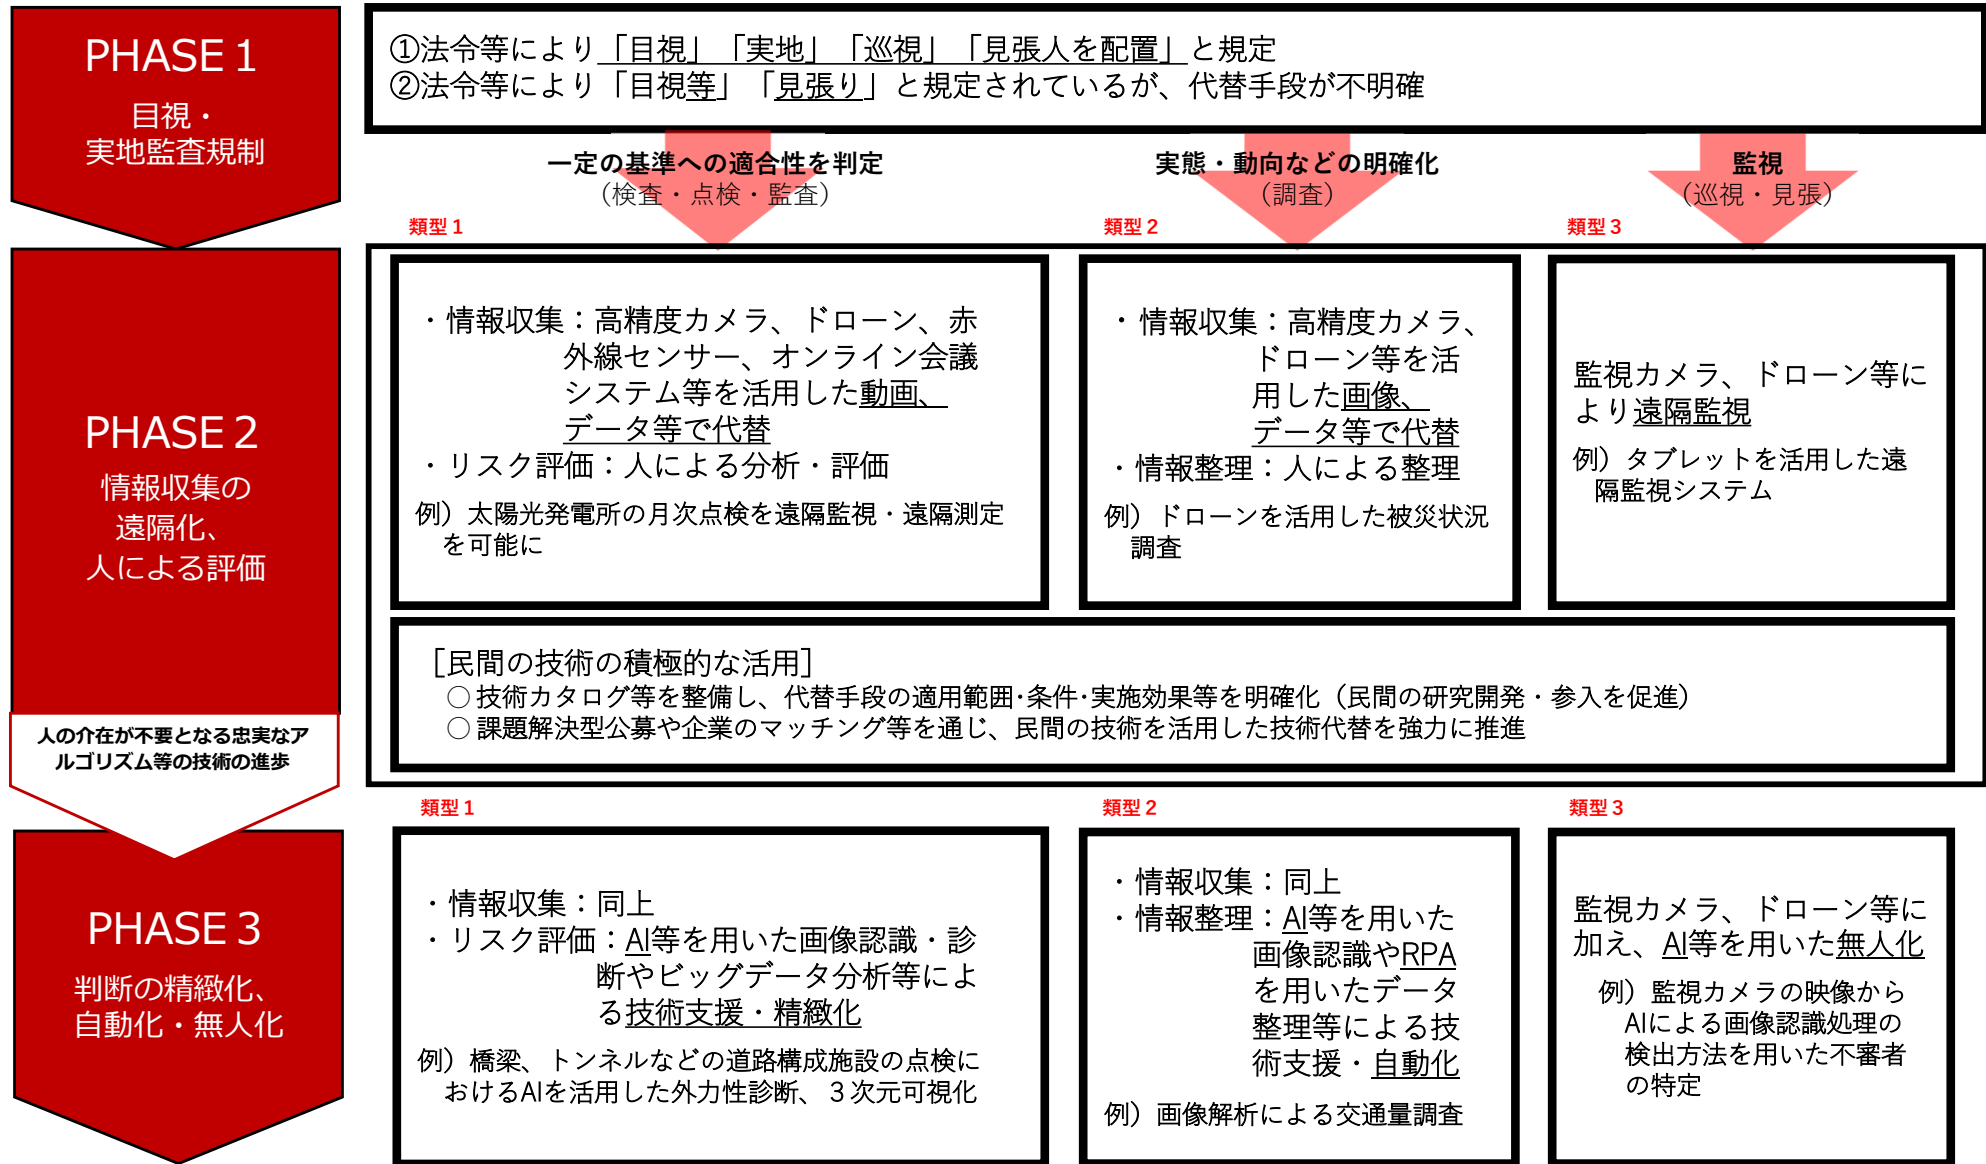 PHASE１
目視・
実地監査規制
①法令等により「目視」「実地」「巡視」「見張人を配置」と規定
②法令等により「目視等」「見張り」と規定されているが、代替手段が不明確
一定の基準への適合性を判定
（検査・点検・監査）
実態・動向などの明確化
（調査）
監視
（巡視・見張）
類型１
類型２
類型３
PHASE２
情報収集の
遠隔化、
人による評価
・情報収集：高精度カメラ、ドローン、赤
外線センサー、オンライン会議
システム等を活用した動画、
データ等で代替
・リスク評価：人による分析・評価
例）太陽光発電所の月次点検を遠隔監視・遠隔測定
を可能に
・情報収集：高精度カメラ、
ドローン等を活
用した画像、
データ等で代替
・情報整理：人による整理
例）ドローンを活用した被災状況
調査
監視カメラ、ドローン等に
より遠隔監視
例）タブレットを活用した遠
隔監視システム
［民間の技術の積極的な活用］
○技術カタログ等を整備し、代替手段の適用範囲・条件・実施効果等を明確化（民間の研究開発・参入を促進）
○課題解決型公募や企業のマッチング等を通じ、民間の技術を活用した技術代替を強力に推進
人の介在が不要となる忠実なア
ルゴリズム等の技術の進歩
類型１
類型２
類型３
PHASE３
判断の精緻化、
自動化・無人化
・情報収集：同上
・リスク評価：AI等を用いた画像認識・診
断やビッグデータ分析等によ
る技術支援・精緻化
例）橋梁、トンネルなどの道路構成施設の点検に
おけるAIを活用した外力性診断、３次元可視化
・情報収集：同上
・情報整理：AI等を用いた
画像認識やRPA
を用いたデータ
整理等による技
術支援・自動化
例）画像解析による交通量調査
監視カメラ、ドローン等に
加え、AI等を用いた無人化
例）監視カメラの映像から
AIによる画像認識処理の
検出方法を用いた不審者
の特定